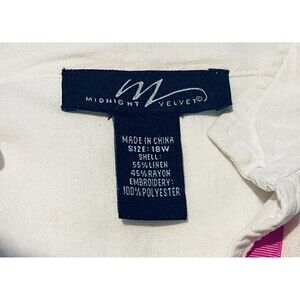 MIDNIGHT VELVET©
MADE IN CHINA
SIZE: 18W
SHELL:
55%LINEN
45%RAYON
EMBROIDERY:
100%POLYESTER